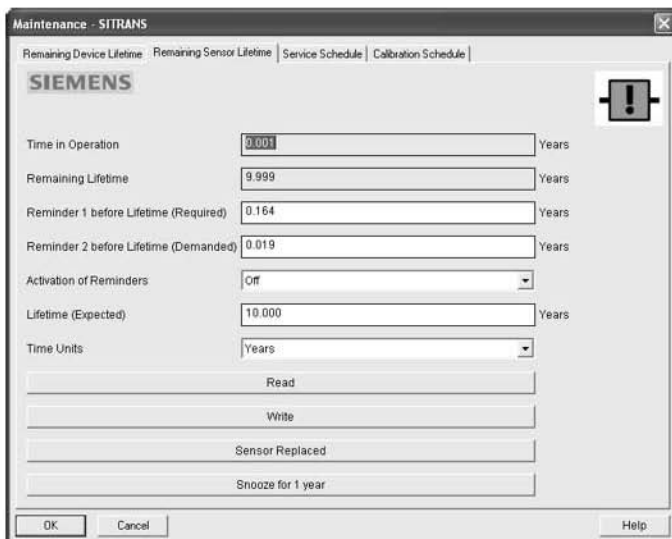 Maintenance - SITRANS
Remaining Device Lifetime Remaining Sensor Lifetime Service Schedule Calibration Schedule
SIEMENS
!
Time in Operation 0.001 Years
Remaining Lifetime 9.999 Years
Reminder 1 before Lifetime (Required) 0.164 Years
Reminder 2 before Lifetime (Demanded) 0.019 Years
Activation of Reminders Off
Lifetime (Expected) 10.000 Years
Time Units Years
Read
Write
Sensor Replaced
Snooze for 1 year
OK Cancel Help